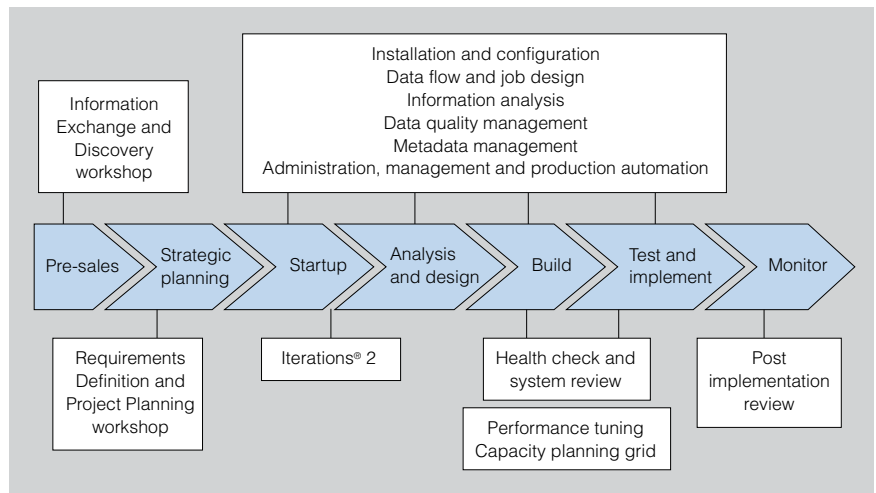 Installation and configuration
Data flow and job design
Information analysis
Data quality management
Metadata management
Administration, management and production automation
Information
Exchange and
Discovery
workshop
Pre-sales
Strategic
planning
Startup
Analysis
and design
Build
Test and
implement
Monitor
Requirements
Definition and
Project Planning
workshop
Iterations® 2
Health check and
system review
Performance tuning
Capacity planning grid
Post
implementation
review